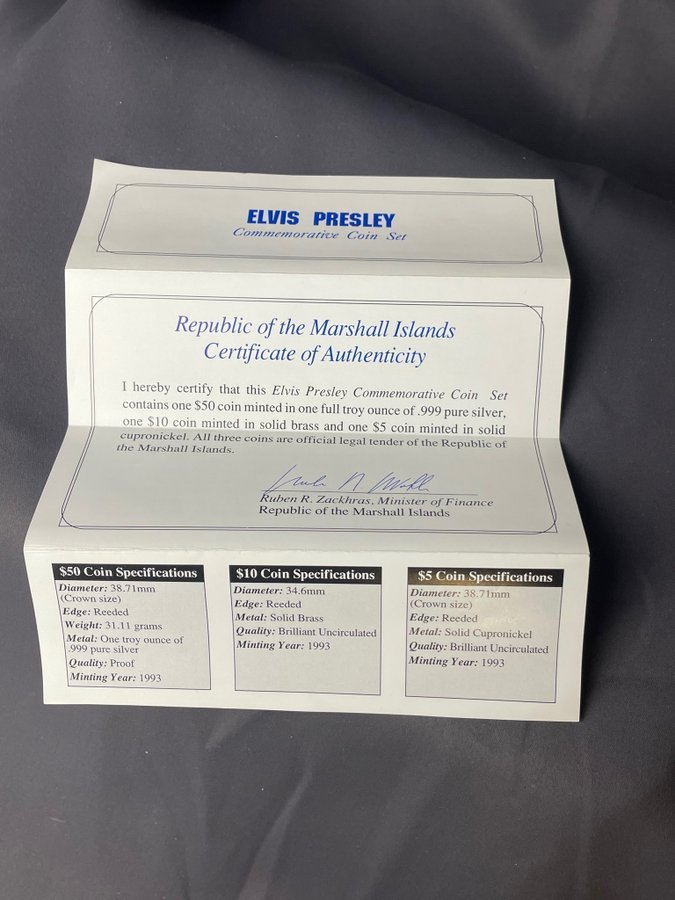 ELVIS PRESLEY
Commemorative Coin Set
Republic of the Marshall Islands
Certificate of Authenticity
I hereby certify that this Elvis Presley Commemorative Coin Set
contains one $50 coin minted in one full troy ounce of .999 pure silver,
one $10 coin minted in solid brass and one $5 coin minted in solid
cupronickel. All three coins are official legal tender of the Republic of
the Marshall Islands.
Ruben R. Zackhras, Minister of Finance
Republic of the Marshall Islands
$50 Coin Specifications
Diameter: 38.71mm
(Crown size)
Edge: Reeded
Weight: 31.11 grams
Metal: One troy ounce of
.999 pure silver
Quality: Proof
Minting Year: 1993
$10 Coin Specifications
Diameter: 34.6mm
Edge: Reeded
Metal: Solid Brass
Quality: Brilliant Uncirculated
Minting Year: 1993
$5 Coin Specifications
Diameter: 38.71mm
(Crown size)
Edge: Reeded
Metal: Solid Cupronickel
Quality: Brilliant Uncirculated
Minting Year: 1993